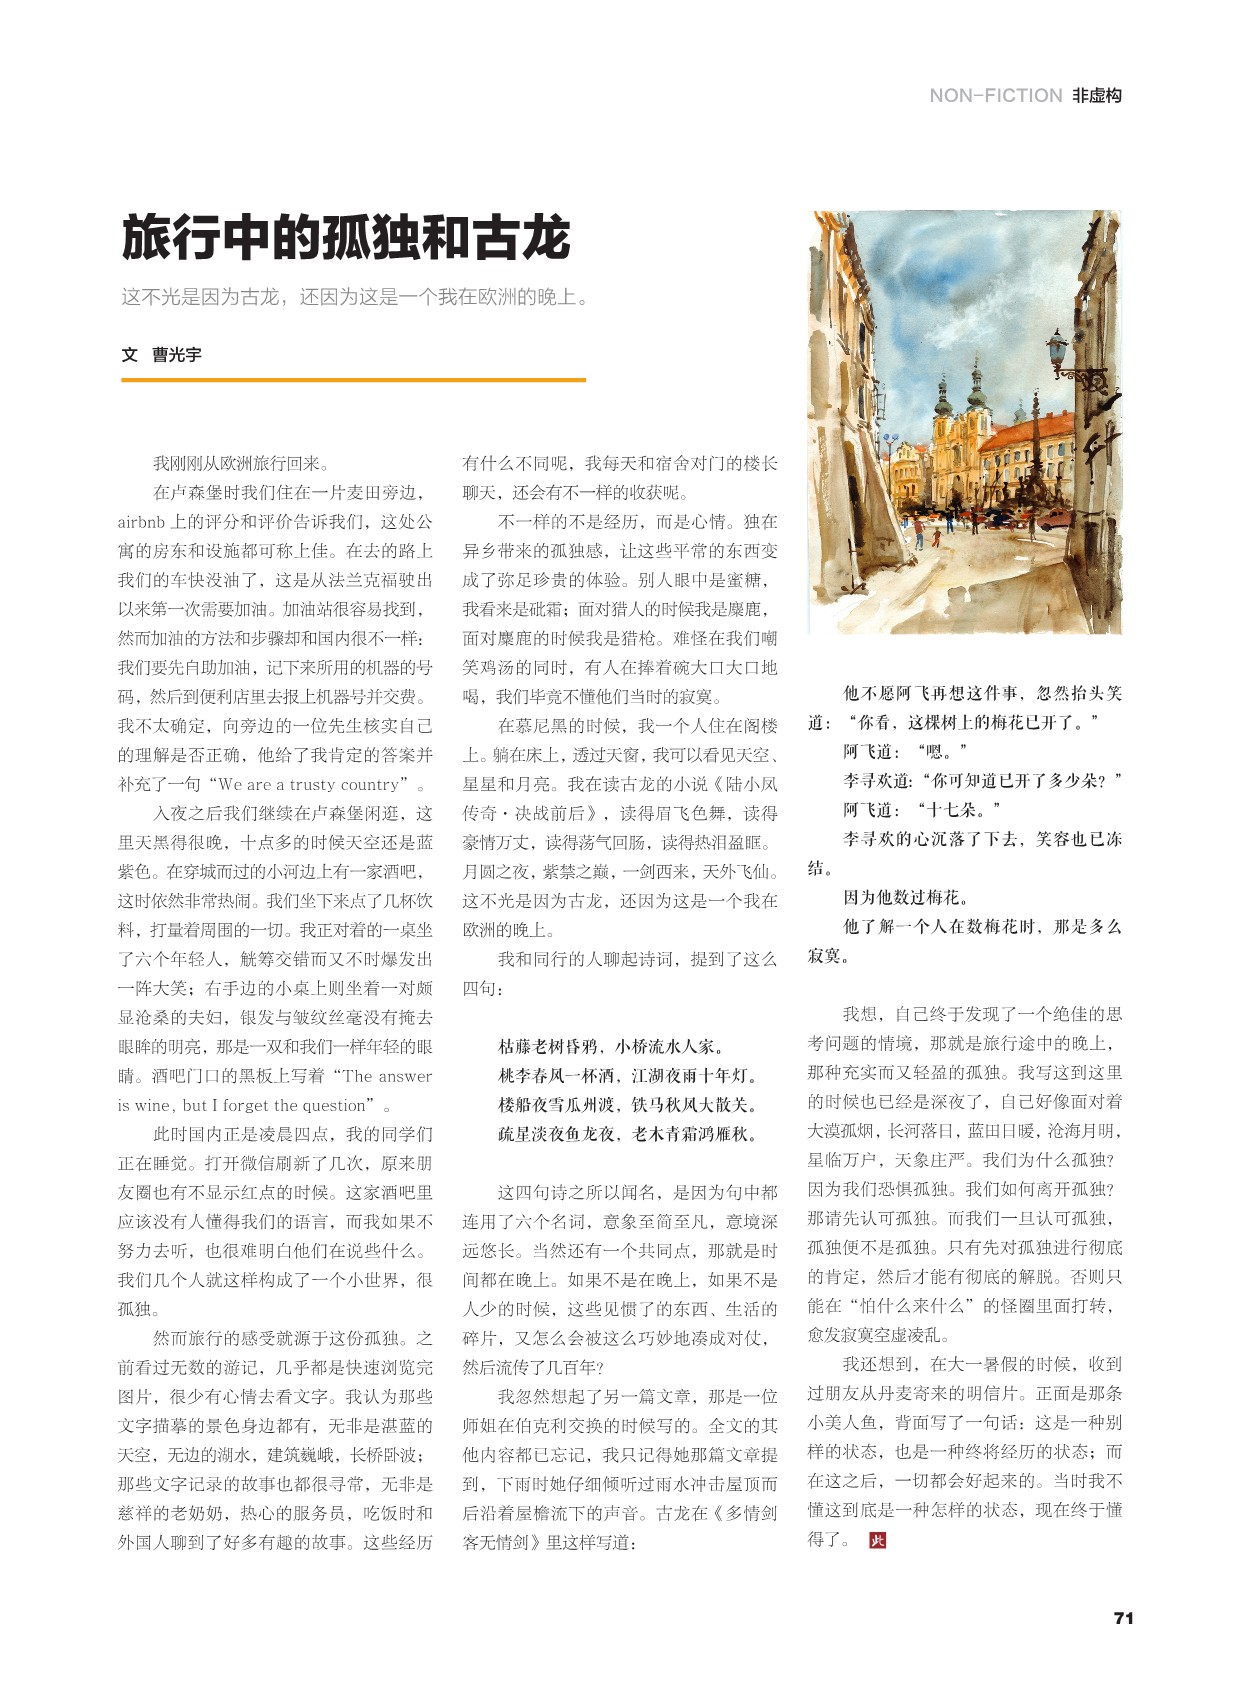 NON-FICTION 非虚构
旅行中的孤独和古龙
这不光是因为古龙，还因为这是一个我在欧洲的晚上。
文 曹光宇
我刚刚从欧洲旅行回来。
在卢森堡时我们住在一片麦田旁边，
airbnb 上的评分和评价告诉我们，这处公
寓的房东和设施都可称上佳。在去的路上
我们的车快没油了，这是从法兰克福驶出
以来第一次需要加油。加油站很容易找到，
然而加油的方法和步骤却和国内很不一样：
我们要先自助加油，记下来所用的机器的号
码，然后到便利店里去报上机器号并交费。
我不太确定，向旁边的一位先生核实自己
的理解是否正确，他给了我肯定的答案并
补充了一句“We are a trusty country”。
入夜之后我们继续在卢森堡闲逛，这
里天黑得很晚，十点多的时候天空还是蓝
紫色。在穿城而过的小河边上有一家酒吧，
这时依然非常热闹。我们坐下来点了几杯饮
料，打量着周围的一切。我正对着的一桌坐
了六个年轻人，觥筹交错而又不时爆发出
一阵大笑；右手边的小桌上则坐着一对颇
显沧桑的夫妇，银发与皱纹丝毫没有掩去
眼眸的明亮，那是一双和我们一样年轻的眼
睛。酒吧门口的黑板上写着“The answer
is wine, but I forget the question”。
此时国内正是凌晨四点，我的同学们
正在睡觉。打开微信刷新了几次，原来朋
友圈也有不显示红点的时候。这家酒吧里
应该没有人懂得我们的语言，而我如果不
努力去听，也很难明白他们在说些什么。
我们几个人就这样构成了一个小世界，很
孤独。
然而旅行的感受就源于这份孤独。之
前看过无数的游记，几乎都是快速浏览完
图片，很少有心情去看文字。我认为那些
文字描摹的景色身边都有，无非是湛蓝的
天空，无边的湖水，建筑巍峨，长桥卧波；
那些文字记录的故事也都很寻常，无非是
慈祥的老奶奶，热心的服务员，吃饭时和
外国人聊到了好多有趣的故事。这些经历
有什么不同呢，我每天和宿舍对门的楼长
聊天，还会有不一样的收获呢。
不一样的不是经历，而是心情。独在
异乡带来的孤独感，让这些平常的东西变
成了弥足珍贵的体验。别人眼中是蜜糖，
我看来是砒霜；面对猎人的时候我是麋鹿，
面对麋鹿的时候我是猎枪。难怪在我们嘲
笑鸡汤的同时，有人在捧着碗大口大口地
喝，我们毕竟不懂他们当时的寂寞。
在慕尼黑的时候，我一个人住在阁楼
上。躺在床上，透过天窗，我可以看见天空、
星星和月亮。我在读古龙的小说《陆小凤
传奇·决战前后》，读得眉飞色舞，读得
豪情万丈，读得荡气回肠，读得热泪盈眶。
月圆之夜，紫禁之巅，一剑西来，天外飞仙。
这不光是因为古龙，还因为这是一个我在
欧洲的晚上。
我和同行的人聊起诗词，提到了这么
四句：
枯藤老树昏鸦，小桥流水人家。
桃李春风一杯酒，江湖夜雨十年灯。
楼船夜雪瓜州渡，铁马秋风大散关。
疏星淡夜鱼龙夜，老木青霜鸿雁秋。
这四句诗之所以闻名，是因为句中都
连用了六个名词，意象至简至凡，意境深
远悠长。当然还有一个共同点，那就是时
间都在晚上。如果不是在晚上，如果不是
人少的时候，这些见惯了的东西、生活的
碎片，又怎么会被这么巧妙地凑成对仗，
然后流传了几百年？
我忽然想起了另一篇文章，那是一位
师姐在伯克利交换的时候写的。全文的其
他内容都已忘记，我只记得她那篇文章提
到，下雨时她仔细倾听过雨水冲击屋顶而
后沿着屋檐流下的声音。古龙在《多情剑
客无情剑》里这样写道：
他不愿阿飞再想这件事，忽然抬头笑
道：“你看，这棵树上的梅花已开了。”
阿飞道：“嗯。”
李寻欢道：“你可知道已开了多少朵？”
阿飞道：“十七朵。”
李寻欢的心沉落了下去，笑容也已冻
结。
因为他数过梅花。
他了解一个人在数梅花时，那是多么
寂寞。
我想，自己终于发现了一个绝佳的思
考问题的情境，那就是旅行途中的晚上，
那种充实而又轻盈的孤独。我写这到这里
的时候也已经是深夜了，自己好像面对着
大漠孤烟，长河落日，蓝田日暖，沧海月明，
星临万户，天象庄严。我们为什么孤独？
因为我们恐惧孤独。我们如何离开孤独？
那请先认可孤独。而我们一旦认可孤独，
孤独便不是孤独。只有先对孤独进行彻底
的肯定，然后才能有彻底的解脱。否则只
能在“怕什么来什么”的怪圈里面打转，
愈发寂寞空虚凌乱。
我还想到，在大一暑假的时候，收到
过朋友从丹麦寄来的明信片。正面是那条
小美人鱼，背面写了一句话：这是一种别
样的状态，也是一种终将经历的状态；而
在这之后，一切都会好起来的。当时我不
懂这到底是一种怎样的状态，现在终于懂
得了。 此
71